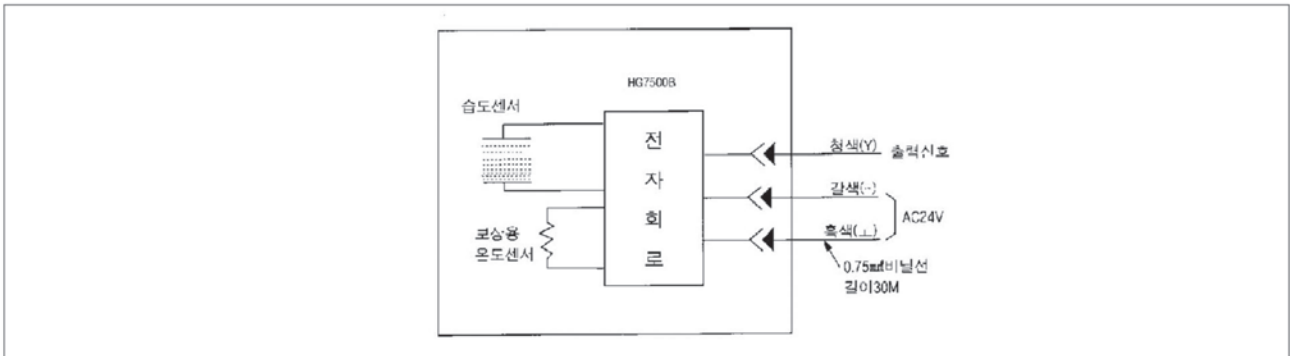 HG7500B
습도센서
전
자
회
로
보상용
온도센서
청색(Y) 출력신호
갈색(~)
AC24V
흑색(⊥)
0.75㎟비닐선
길이30M